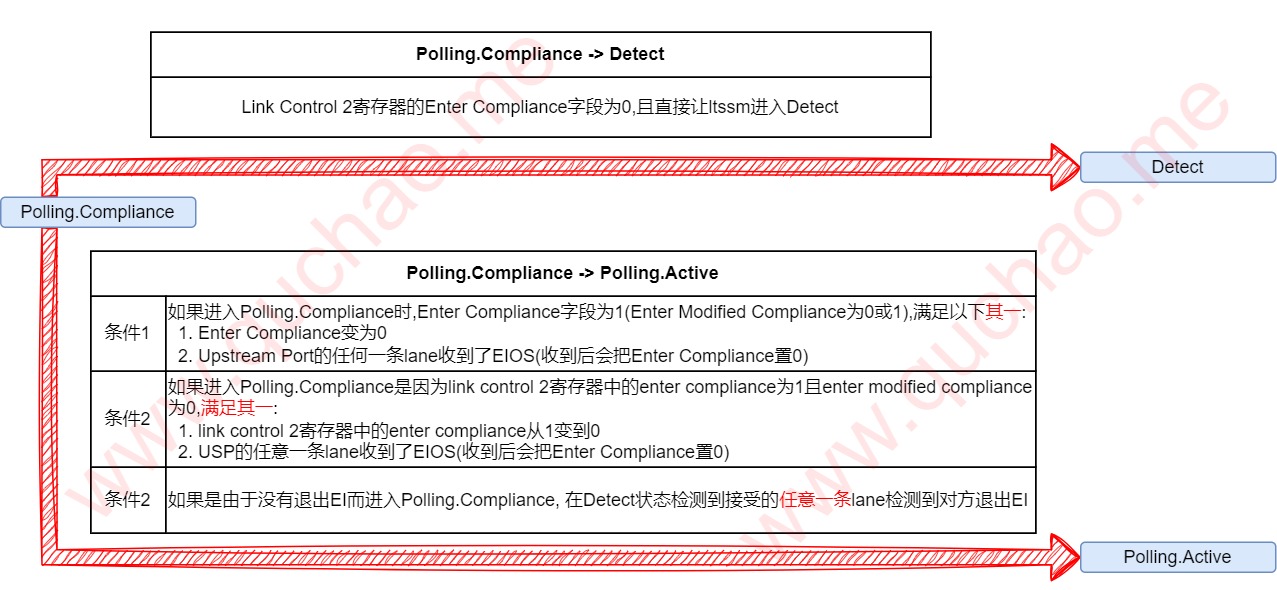 Polling.Compliance -> Detect
Link Control 2寄存器的Enter Compliance字段为0,且直接让ltssm进入Detect
Detect
Polling.Compliance
Polling.Compliance -> Polling.Active
条件1
如果进入Polling.Compliance时,Enter Compliance字段为1(Enter Modified Compliance为0或1),满足以下其一:
1. Enter Compliance变为0
2. Upstream Port的任何一条lane收到了EIOS(收到后会把Enter Compliance置0)
条件2
如果进入Polling.Compliance是因为link control 2寄存器中的enter compliance为1且enter modified compliance
为0,满足其一:
1. link control 2寄存器中的enter compliance从1变到0
2. USP的任意一条lane收到了EIOS(收到后会把Enter Compliance置0)
条件2
如果是由于没有退出EI而进入Polling.Compliance, 在Detect状态检测到接受的任意一条lane检测到对方退出EI
Polling.Active
www.quchao.me
www.quchao.me